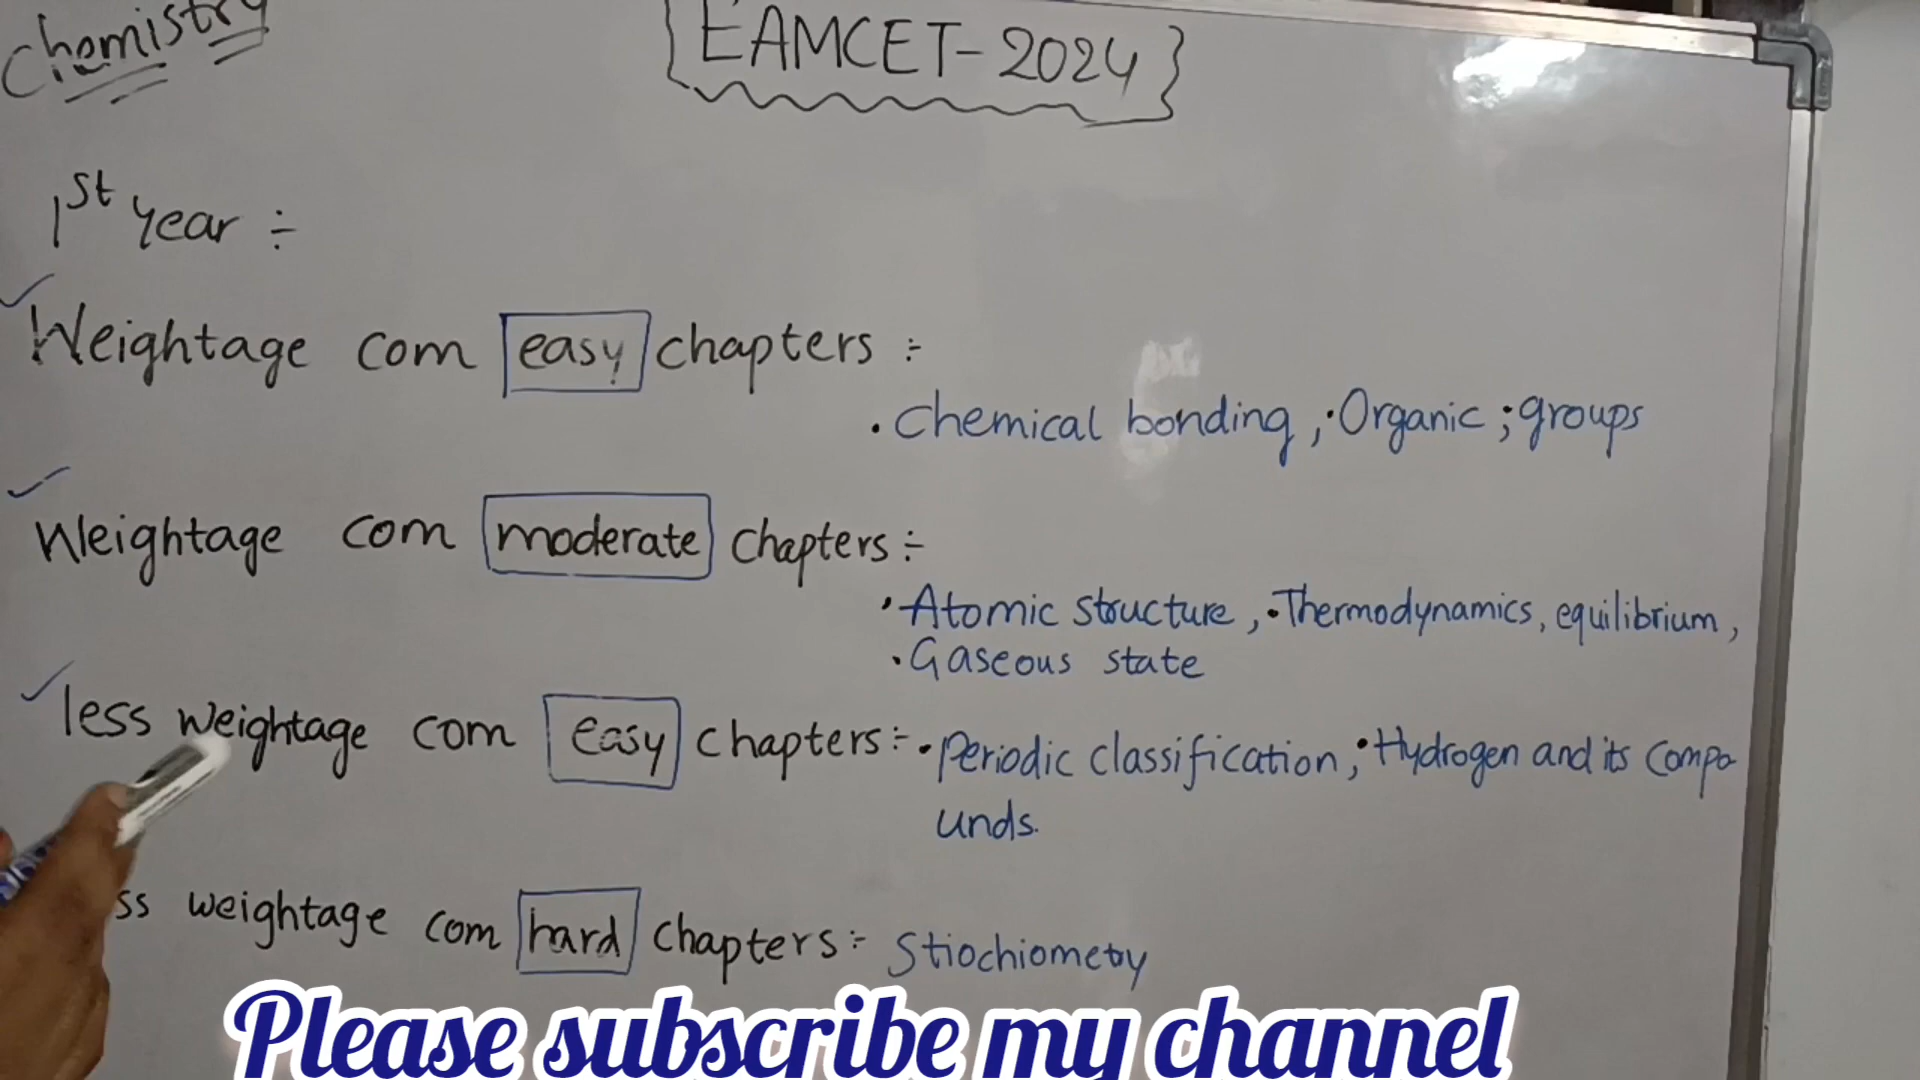 Chemistry
EAMCET-2024
1st Year ÷
Weightage com easy chapters :-
• Chemical bonding, • Organic ; groups
Weightage com moderate chapters :-
• Atomic structure, • Thermodynamics, equilibrium,
• Gaseous state
less weightage com easy chapters :- • Periodic classification, • Hydrogen and its compo
unds.
ss weightage com hard chapters :- Stiochiometry
Please subscribe my channel